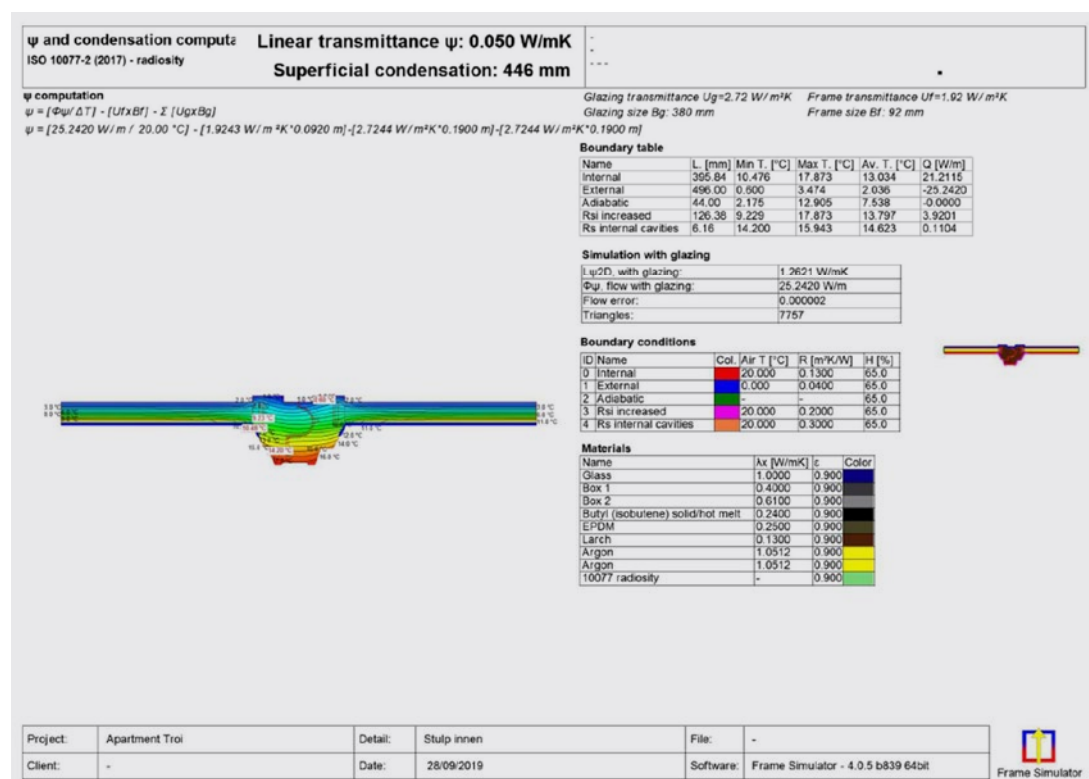 ψ and condensation computa
ISO 10077-2 (2017) - radiosity
Linear transmittance ψ: 0.050 W/mK
Superficial condensation: 446 mm
-
-
- - -
ψ computation
ψ = [Φψ/ΔT] - [UfxBf] - Σ [UgxBg]
ψ = [25.2420 W/m / 20.00 °C] - [1.9243 W/m²K*0.0920 m]-[2.7244 W/m²K*0.1900 m]-[2.7244 W/m²K*0.1900 m]
Glazing transmittance Ug=2.72 W/m²K Frame transmittance Uf=1.92 W/m²K
Glazing size Bg: 380 mm Frame size Bf: 92 mm
Boundary table
Name L. [mm] Min T. [°C] Max T. [°C] Av. T. [°C] Q [W/m]
Internal 395.84 10.476 17.873 13.034 21.2115
External 496.00 0.600 3.474 2.036 -25.2420
Adiabatic 44.00 2.175 12.905 7.538 -0.0000
Rsi increased 126.38 9.229 17.873 13.797 3.9201
Rs internal cavities 6.16 14.200 15.943 14.623 0.1104
Simulation with glazing
Lψ2D, with glazing: 1.2621 W/mK
Φψ, flow with glazing: 25.2420 W/m
Flow error: 0.000002
Triangles: 7757
Boundary conditions
ID Name Col. Air T [°C] R [m²K/W] H [%]
0 Internal 20.000 0.1300 65.0
1 External 0.000 0.0400 65.0
2 Adiabatic - - 65.0
3 Rsi increased 20.000 0.2000 65.0
4 Rs internal cavities 20.000 0.3000 65.0
Materials
Name λx [W/mK] ε Color
Glass 1.0000 0.900
Box 1 0.4000 0.900
Box 2 0.6100 0.900
Butyl (isobutene) solid/hot melt 0.2400 0.900
EPDM 0.2500 0.900
Larch 0.1300 0.900
Argon 1.0512 0.900
Argon 1.0512 0.900
10077 radiosity - 0.900
Project: Apartment Troi Detail: Stulp innen File: -
Client: - Date: 28/09/2019 Software: Frame Simulator - 4.0.5 b839 64bit
Frame Simulator